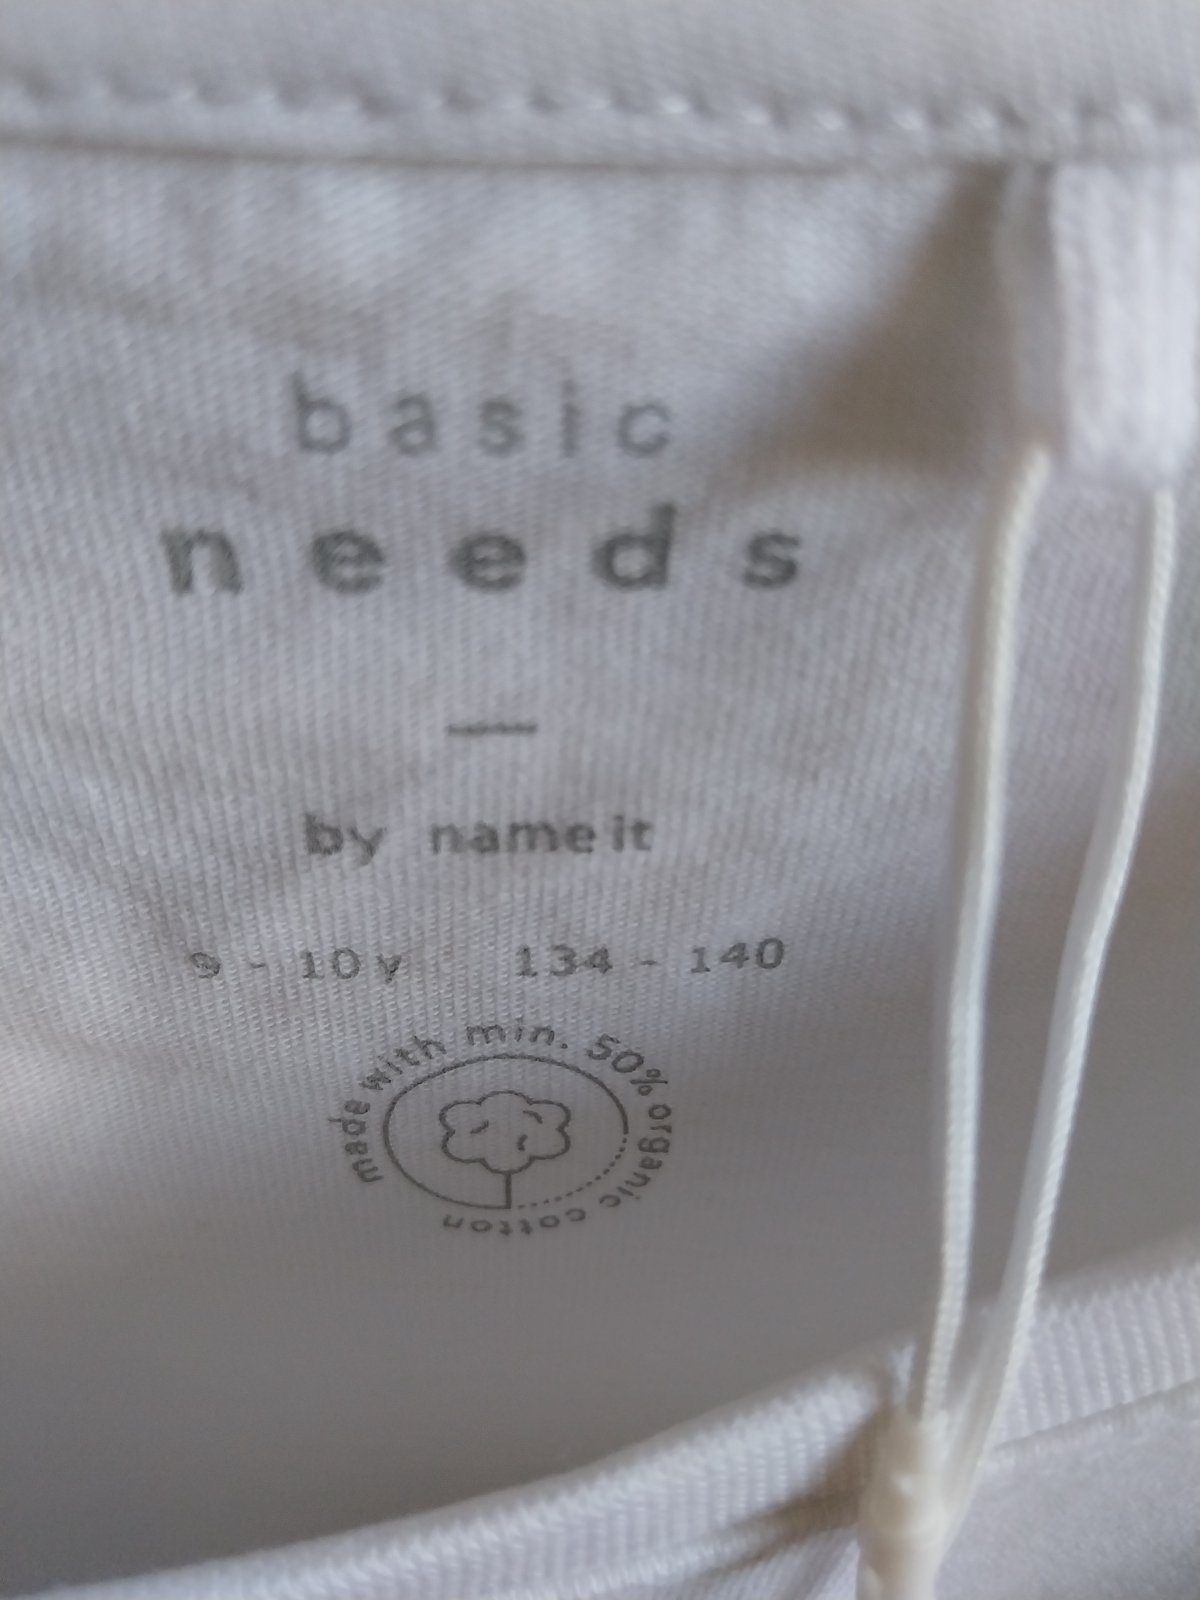 basic
needs
—
by name it
9 - 10 y 134 - 140
made with min. 50% organic cotton